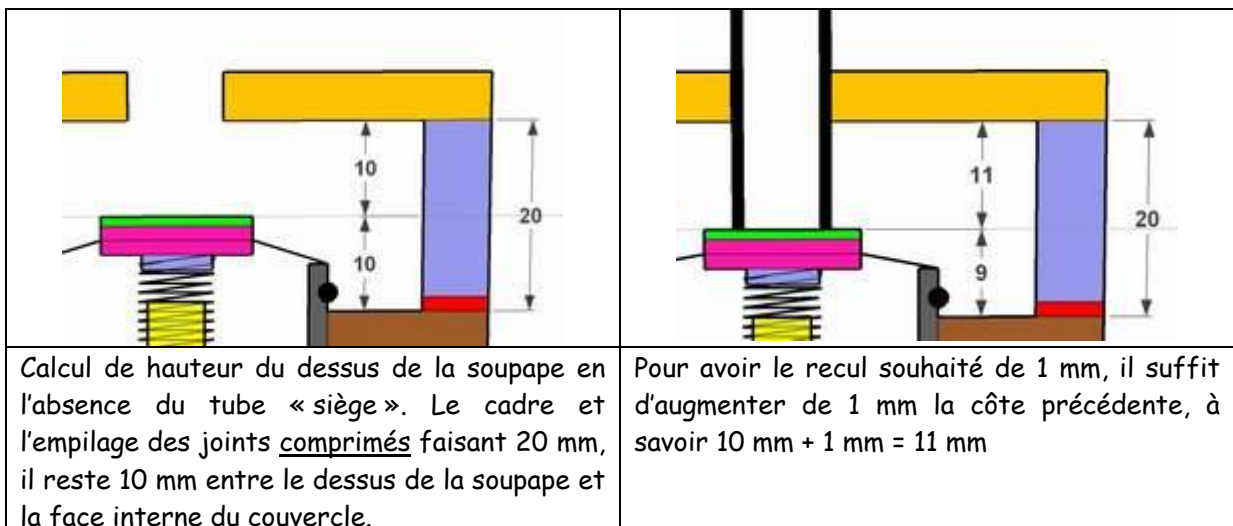 10
10
20
11
9
20
Calcul de hauteur du dessus de la soupape en
l'absence du tube « siège ». Le cadre et
l'empilage des joints comprimés faisant 20 mm,
il reste 10 mm entre le dessus de la soupape et
la face interne du couvercle.
Pour avoir le recul souhaité de 1 mm, il suffit
d'augmenter de 1 mm la côte précédente, à
savoir 10 mm + 1 mm = 11 mm